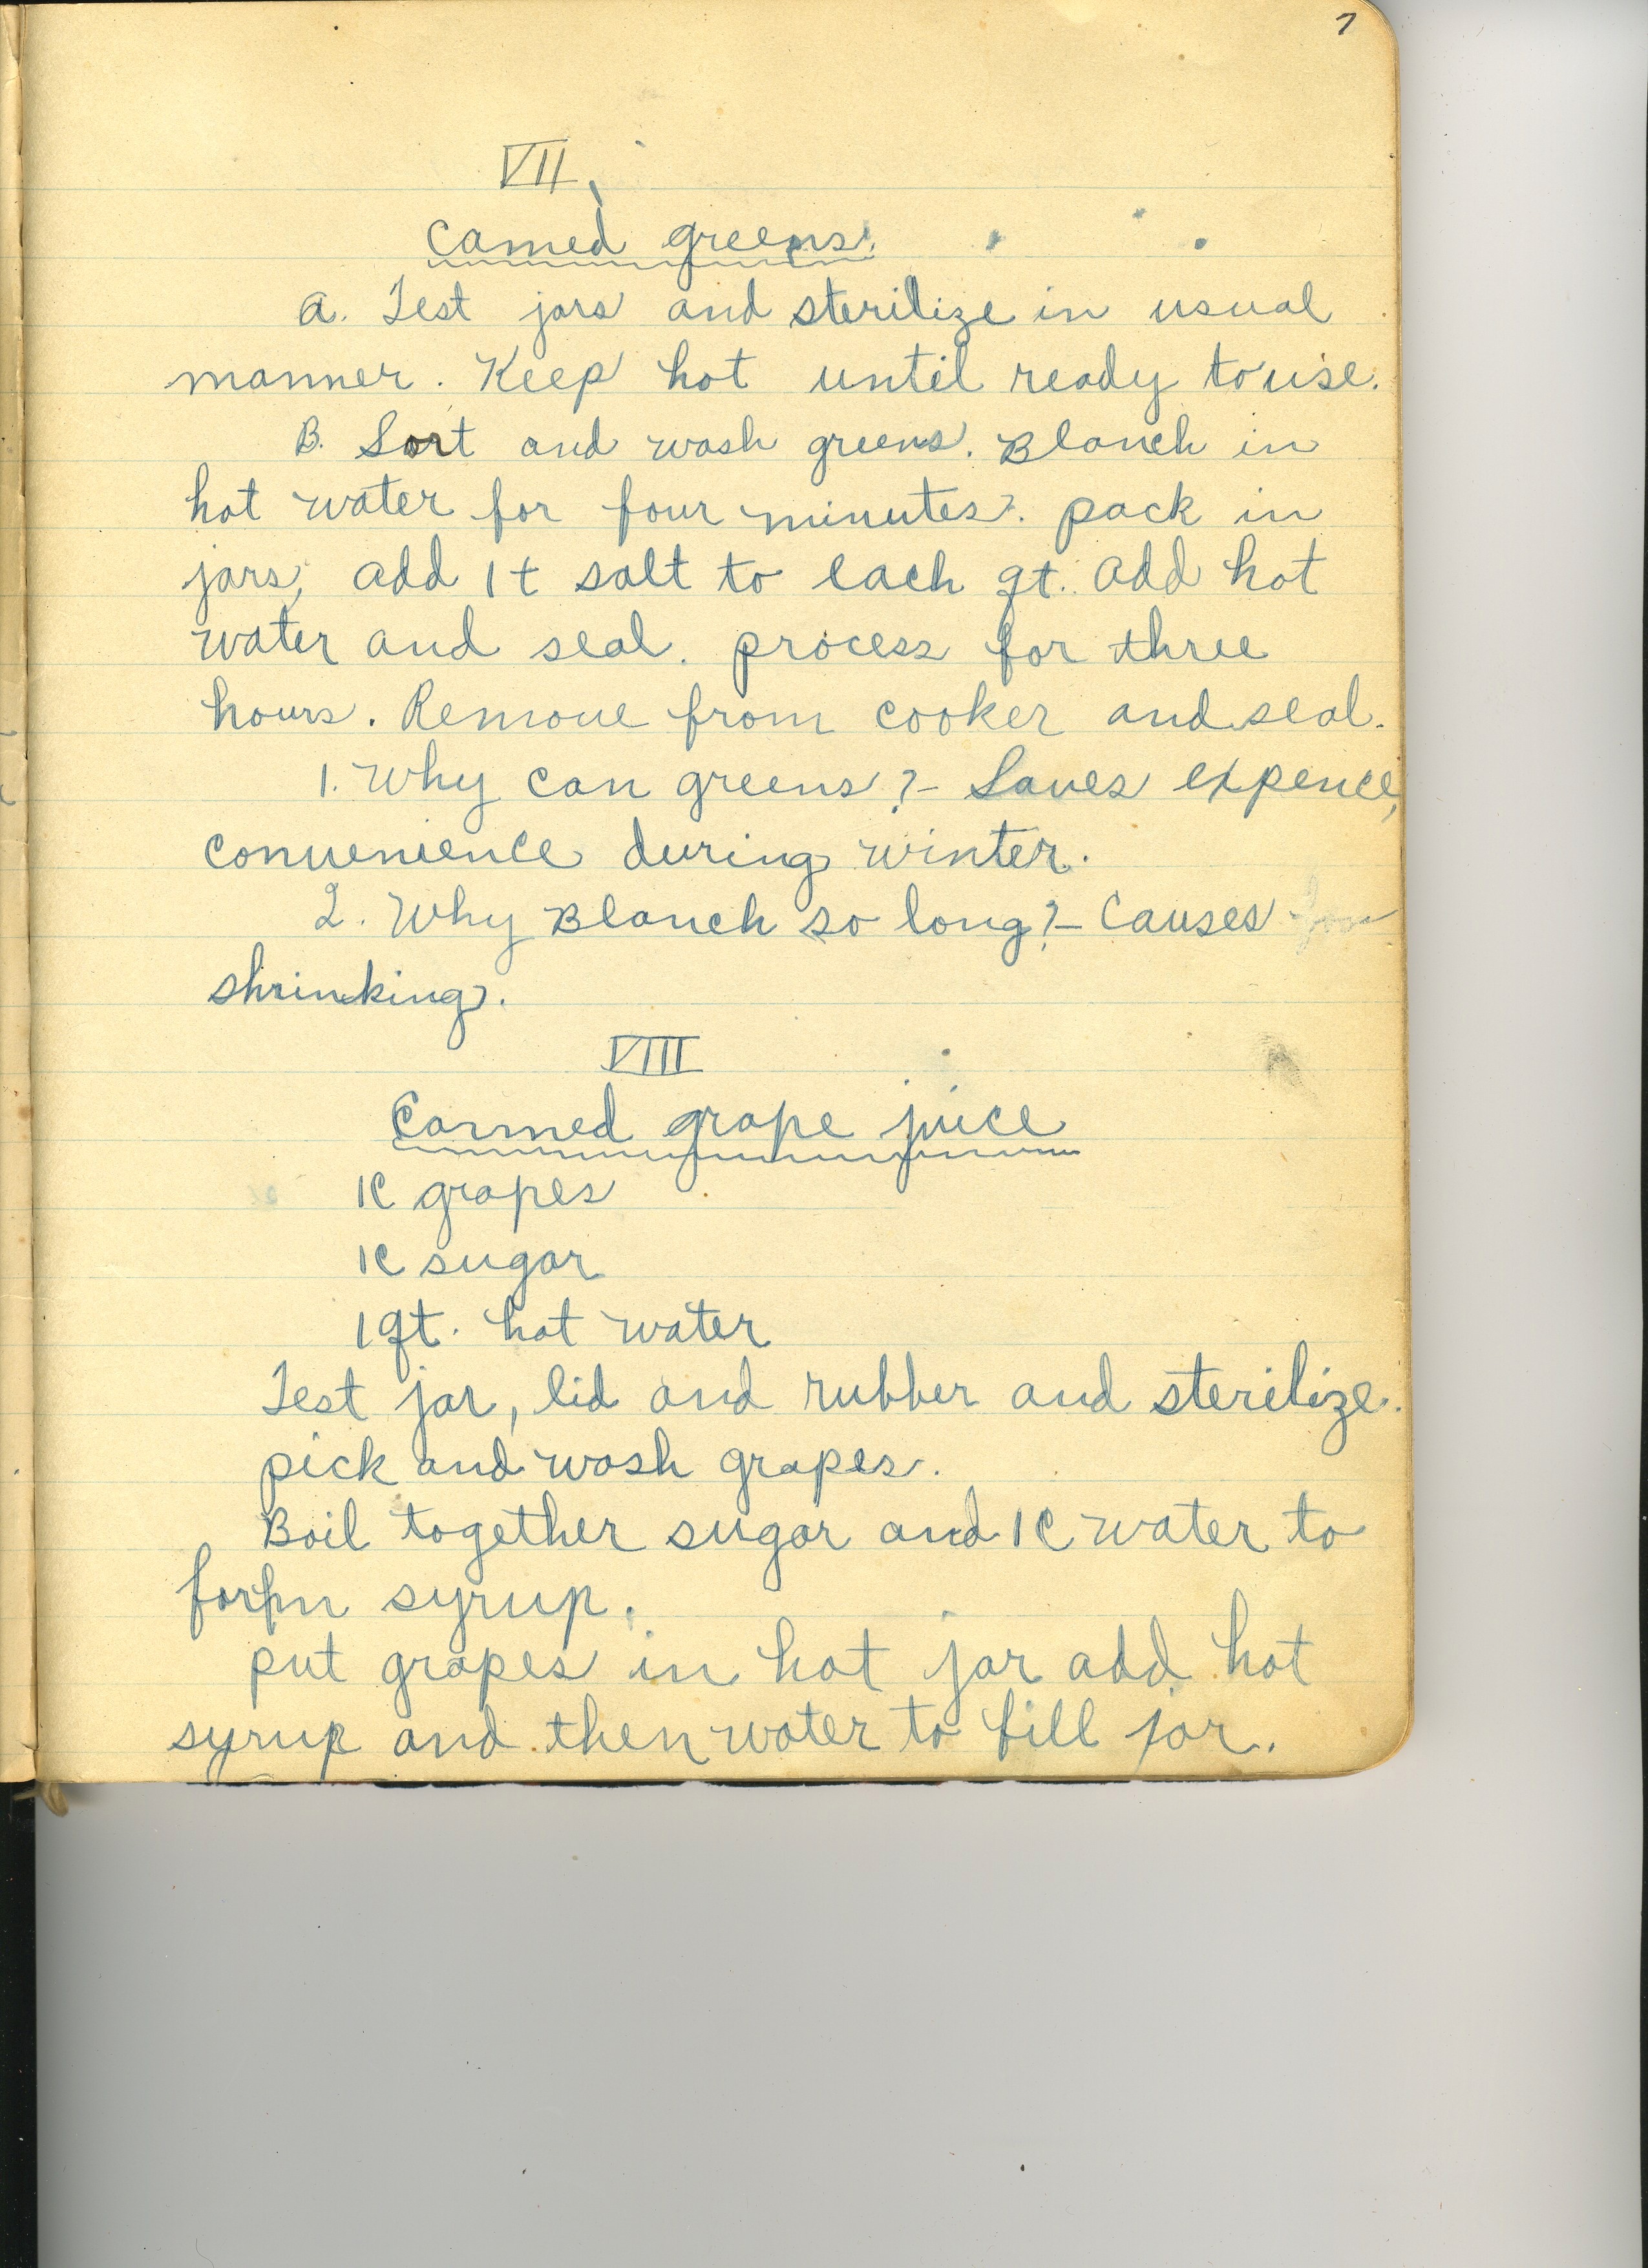 7
VII.
Canned greens.
A. Test jars and sterilize in usual
manner. Keep hot until ready to use.
B. Sort and wash greens. Blanch in
hot water for four minutes. pack in
jars, add 1 t salt to each qt. add hot
water and seal. process for three
hours. Remove from cooker and seal.
1. Why can greens? - Saves expence,
convenience during winter.
2. Why Blanch so long? - Causes
shrinking.
VIII
Canned grape juice
1C grapes
1C sugar
1 qt. hot water
Test jar, lid and rubber and sterilize.
pick and wash grapes.
Boil together sugar and 1C water to
form syrup.
put grapes in hot jar add hot
syrup and then water to fill jar.